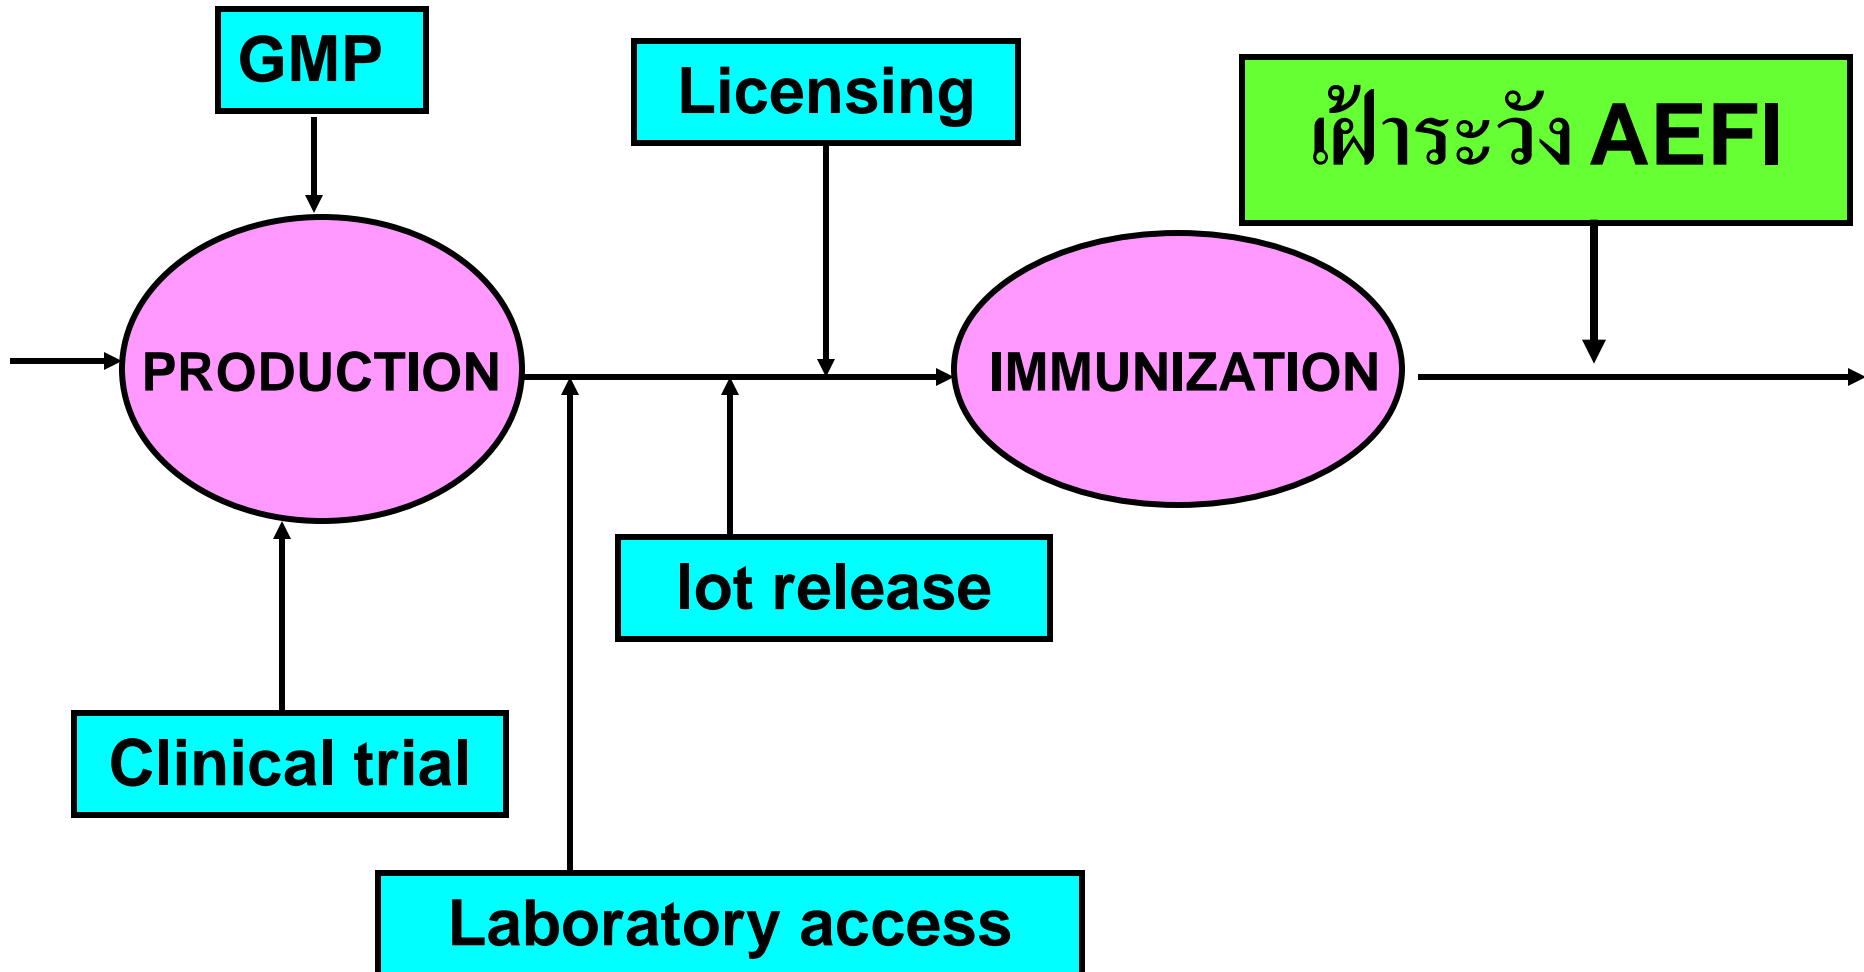 GMP
Licensing
เฝ้าระวัง AEFI
PRODUCTION
IMMUNIZATION
lot release
Clinical trial
Laboratory access